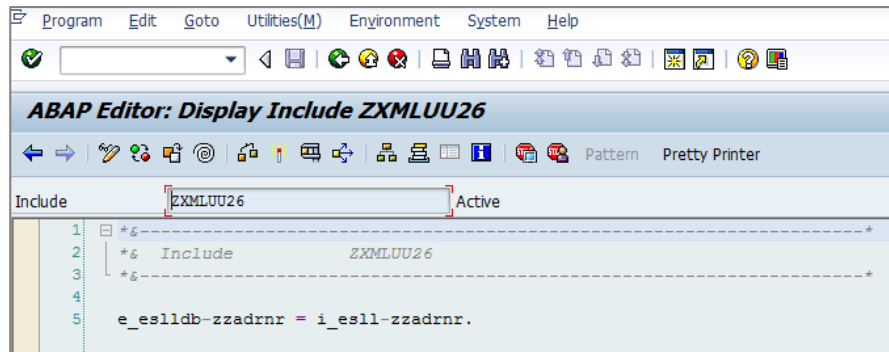 Program Edit Goto Utilities(M) Environment System Help
ABAP Editor: Display Include ZXMLUU26
Pattern Pretty Printer
Include ZXMLUU26 Active
1 *&---------------------------------------------------------------------*
2 *&  Include           ZXMLUU26
3 *&---------------------------------------------------------------------*
4
5 e_eslldb-zzadrnr = i_esll-zzadrnr.